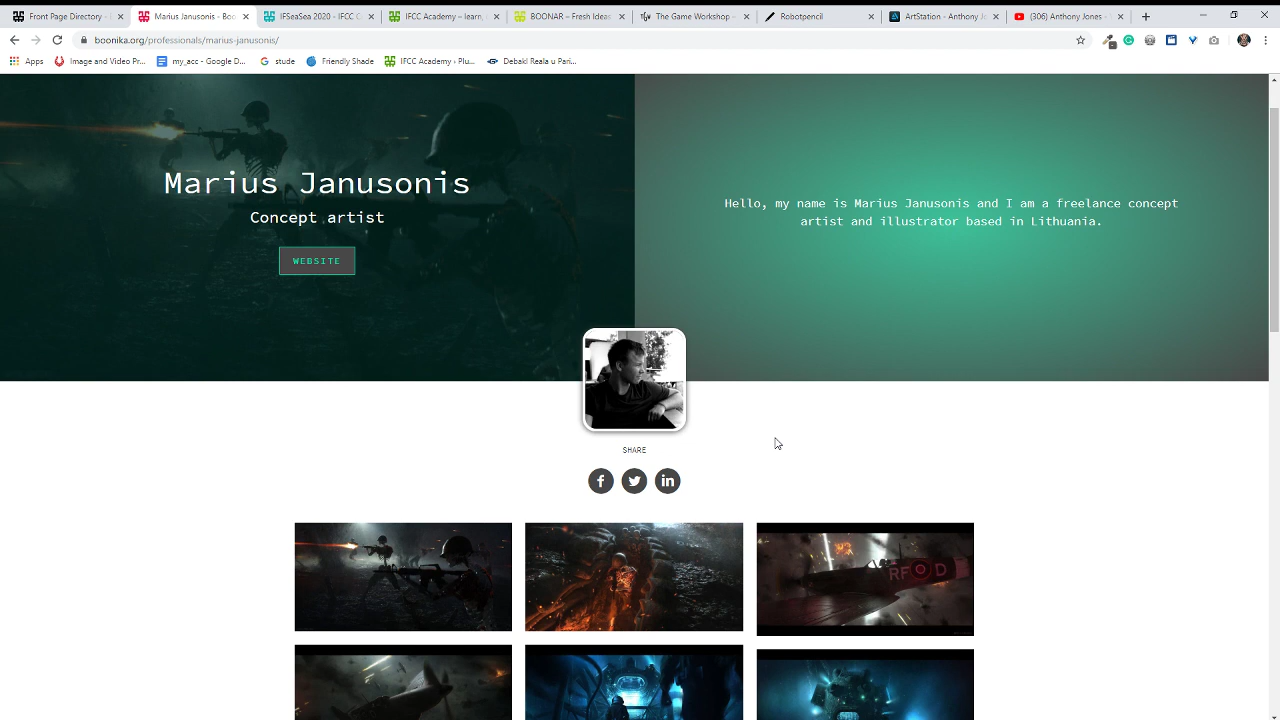 Front Page Directory -
Marius Janusonis - Boo
IFSeaSea 2020 - IFCC C
IFCC Academy – learn,
BOONAR – Fresh Ideas
The Game Workshop –
Robotpencil
ArtStation - Anthony Jo
(306) Anthony Jones -
boonika.org/professionals/marius-janusonis/
Apps
Image and Video Pr...
my_acc - Google D...
stude
Friendly Shade
IFCC Academy › Plu...
Debakl Reala u Pari...
Marius Janusonis
Concept artist
WEBSITE
Hello, my name is Marius Janusonis and I am a freelance concept
artist and illustrator based in Lithuania.
SHARE
RF D